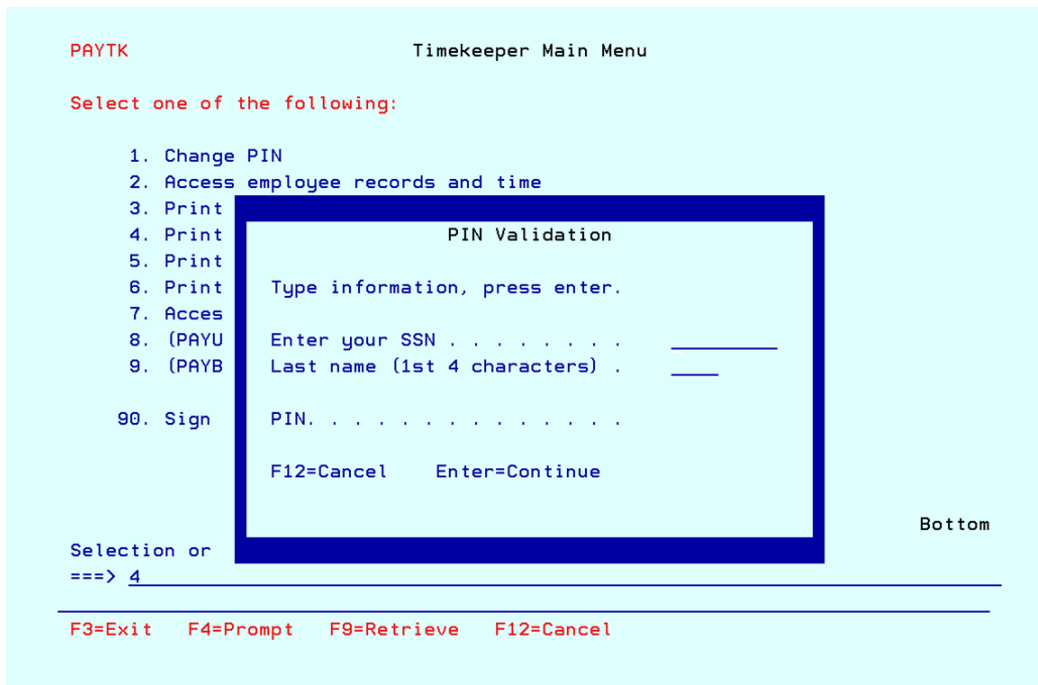 PAYTK Timekeeper Main Menu
Select one of the following:
1. Change PIN
2. Access employee records and time
3. Print
4. Print
5. Print
6. Print
7. Acces
8. (PAYU
9. (PAYB
90. Sign
PIN Validation
Type information, press enter.
Enter your SSN . . . . . . . .
Last name (1st 4 characters) .
PIN. . . . . . . . . . . . . .
F12=Cancel Enter=Continue
Bottom
Selection or
===> 4
F3=Exit F4=Prompt F9=Retrieve F12=Cancel